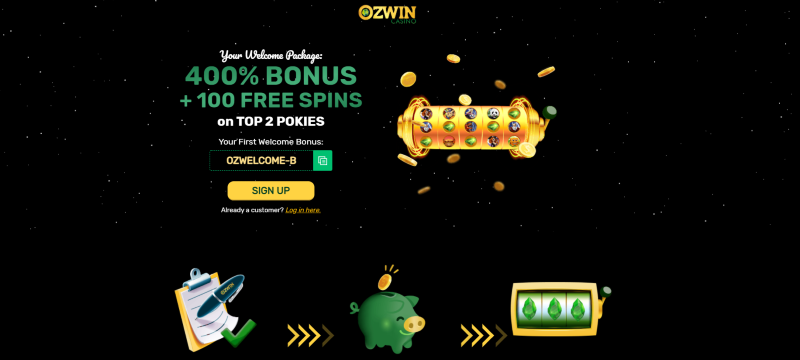 OZWIN
CASINO
Your Welcome Package:
400% BONUS
+ 100 FREE SPINS
on TOP 2 POKIES
Your First Welcome Bonus:
OZWELCOME-B
SIGN UP
Already a customer? Log in here.
OZWIN